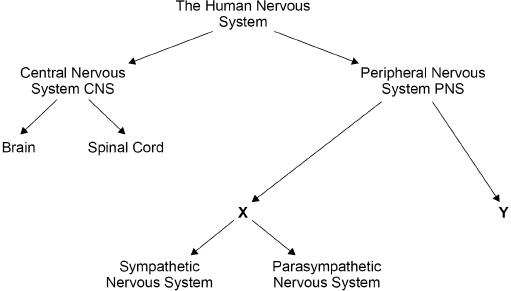 The Human Nervous
System
Central Nervous
System CNS
Peripheral Nervous
System PNS
Brain
Spinal Cord
X
Y
Sympathetic
Nervous System
Parasympathetic
Nervous System